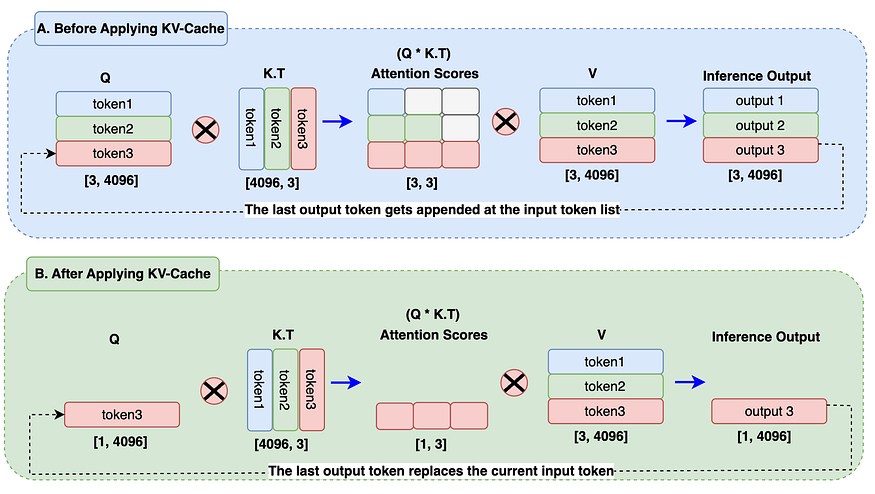 A. Before Applying KV-Cache
(Q * K.T)
Q
K.T
Attention Scores
V
Inference Output
token1
token2
token3
token1
token2
token3
token1
token2
token3
output 1
output 2
output 3
[3, 4096]
[4096, 3]
[3, 3]
[3, 4096]
[3, 4096]
The last output token gets appended at the input token list
B. After Applying KV-Cache
(Q * K.T)
Q
K.T
Attention Scores
V
Inference Output
token3
token1
token2
token3
token1
token2
token3
output 3
[1, 4096]
[4096, 3]
[1, 3]
[3, 4096]
[1, 4096]
The last output token replaces the current input token